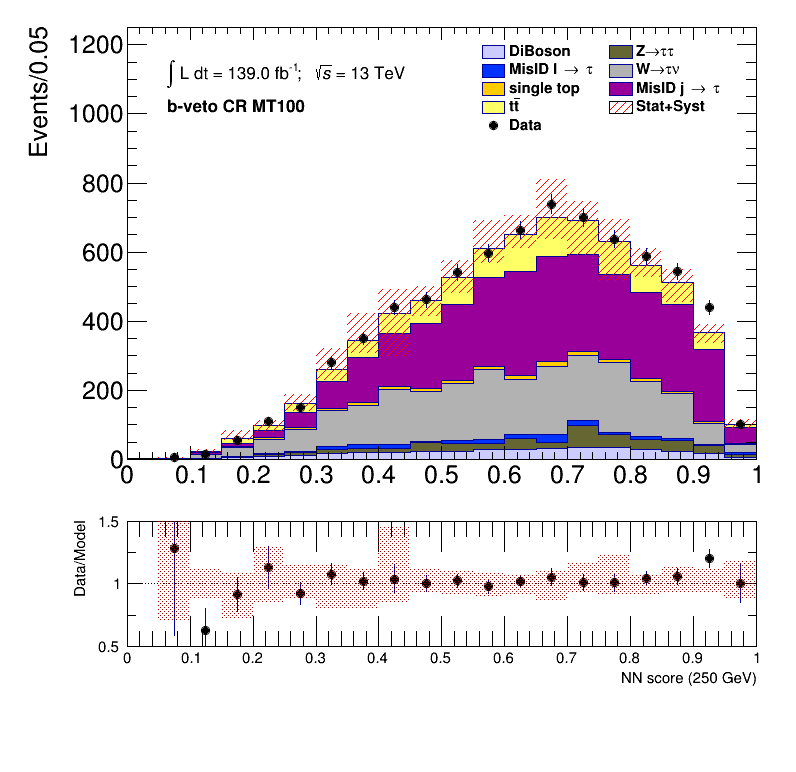 Events/0.05
1200
1000
800
600
400
200
0
∫ L dt = 139.0 fb⁻¹; √s = 13 TeV
b-veto CR MT100
DiBoson
Z→ττ
MisID l → τ
W→τν
single top
MisID j → τ
tt̄
Stat+Syst
Data
0 0.1 0.2 0.3 0.4 0.5 0.6 0.7 0.8 0.9 1
Data/Model
1.5
1
0.5
0 0.1 0.2 0.3 0.4 0.5 0.6 0.7 0.8 0.9 1
NN score (250 GeV)